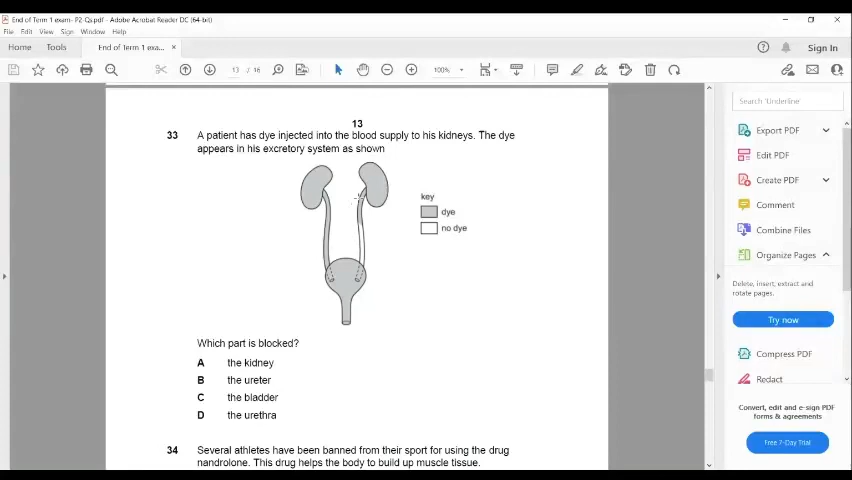 End of Term 1 exam- P2-Qs.pdf - Adobe Acrobat Reader DC (64-bit)
File Edit View Sign Window Help
Home Tools End of Term 1 exa... × Sign In
13 / 16 100%
13
33 A patient has dye injected into the blood supply to his kidneys. The dye
appears in his excretory system as shown
key
dye
no dye
Which part is blocked?
A the kidney
B the ureter
C the bladder
D the urethra
34 Several athletes have been banned from their sport for using the drug
nandrolone. This drug helps the body to build up muscle tissue.
Search 'Underline'
Export PDF
Edit PDF
Create PDF
Comment
Combine Files
Organize Pages
Delete, insert, extract and
rotate pages.
Try now
Compress PDF
Redact
Convert, edit and e-sign PDF
forms & agreements
Free 7-Day Trial